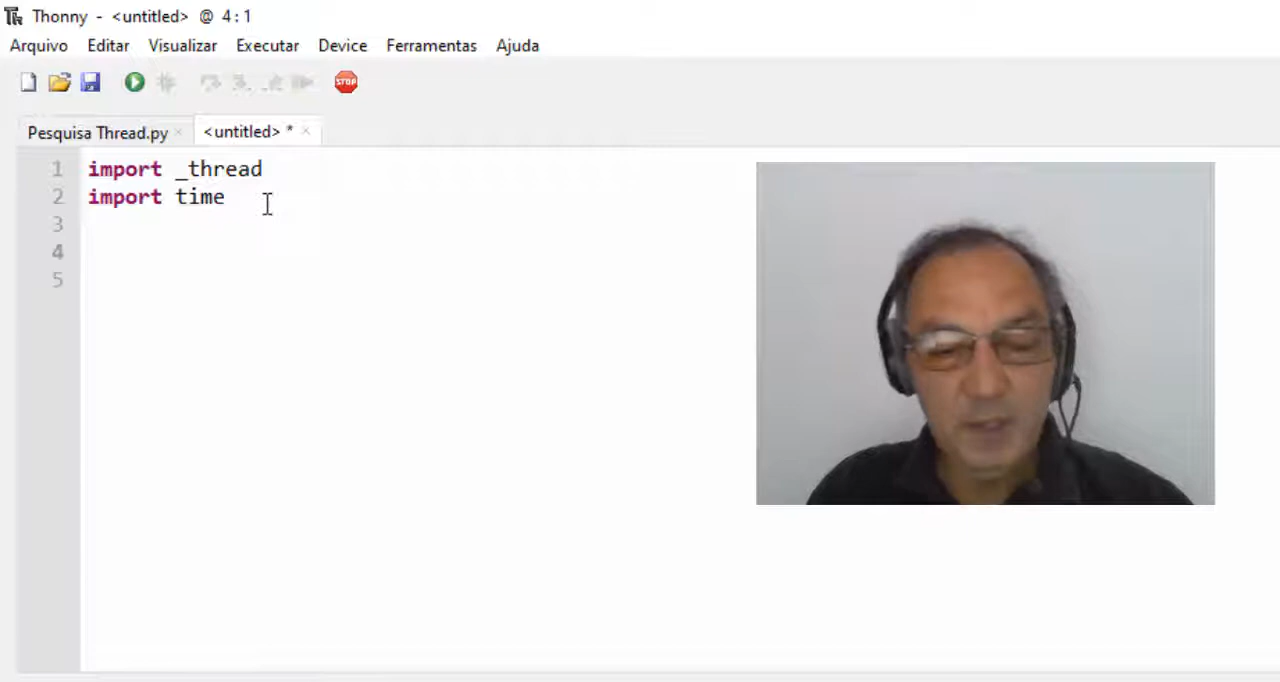 Thonny - <untitled> @ 4:1
Arquivo Editar Visualizar Executar Device Ferramentas Ajuda
STOP
Pesquisa Thread.py × <untitled> * ×
1 import _thread
2 import time
3
4
5